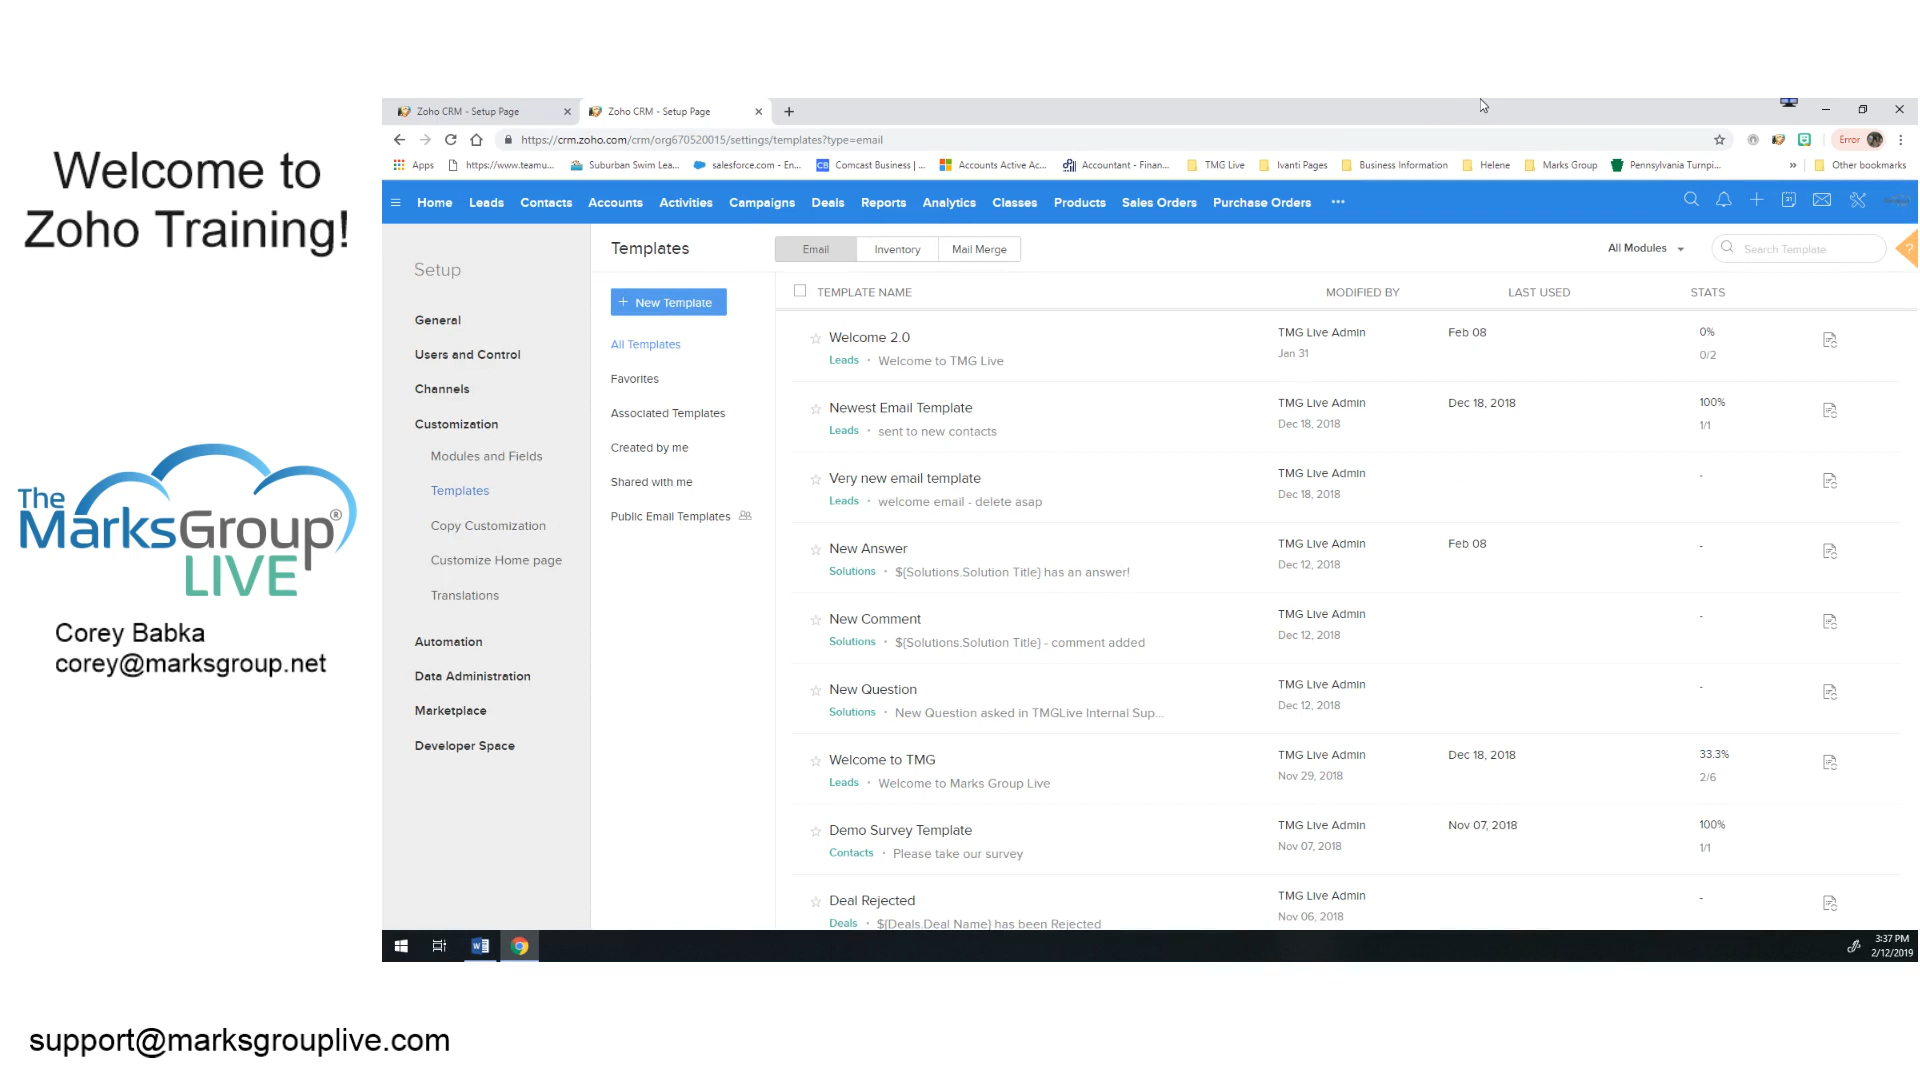 Welcome to
Zoho Training!
The
MarksGroup®
LIVE
Corey Babka
corey@marksgroup.net
support@marksgrouplive.com
Zoho CRM - Setup Page
Zoho CRM - Setup Page
https://crm.zoho.com/crm/org670520015/settings/templates?type=email
Error
Apps
https://www.teamu...
Suburban Swim Lea...
salesforce.com - En...
Comcast Business | ...
Accounts Active Ac...
Accountant - Finan...
TMG Live
Ivanti Pages
Business Information
Helene
Marks Group
Pennsylvania Turnpi...
»
Other bookmarks
Home
Leads
Contacts
Accounts
Activities
Campaigns
Deals
Reports
Analytics
Classes
Products
Sales Orders
Purchase Orders
31
Setup
General
Users and Control
Channels
Customization
Modules and Fields
Templates
Copy Customization
Customize Home page
Translations
Automation
Data Administration
Marketplace
Developer Space
Templates
Email
Inventory
Mail Merge
All Modules
Search Template
?
+ New Template
All Templates
Favorites
Associated Templates
Created by me
Shared with me
Public Email Templates
TEMPLATE NAME
MODIFIED BY
LAST USED
STATS
Welcome 2.0
Leads • Welcome to TMG Live
TMG Live Admin
Jan 31
Feb 08
0%
0/2
Newest Email Template
Leads • sent to new contacts
TMG Live Admin
Dec 18, 2018
Dec 18, 2018
100%
1/1
Very new email template
Leads • welcome email - delete asap
TMG Live Admin
Dec 18, 2018
-
New Answer
Solutions • ${Solutions.Solution Title} has an answer!
TMG Live Admin
Dec 12, 2018
Feb 08
-
New Comment
Solutions • ${Solutions.Solution Title} - comment added
TMG Live Admin
Dec 12, 2018
-
New Question
Solutions • New Question asked in TMGLive Internal Sup...
TMG Live Admin
Dec 12, 2018
-
Welcome to TMG
Leads • Welcome to Marks Group Live
TMG Live Admin
Nov 29, 2018
Dec 18, 2018
33.3%
2/6
Demo Survey Template
Contacts • Please take our survey
TMG Live Admin
Nov 07, 2018
Nov 07, 2018
100%
1/1
Deal Rejected
Deals • ${Deals.Deal Name} has been Rejected
TMG Live Admin
Nov 06, 2018
-
3:37 PM
2/12/2019